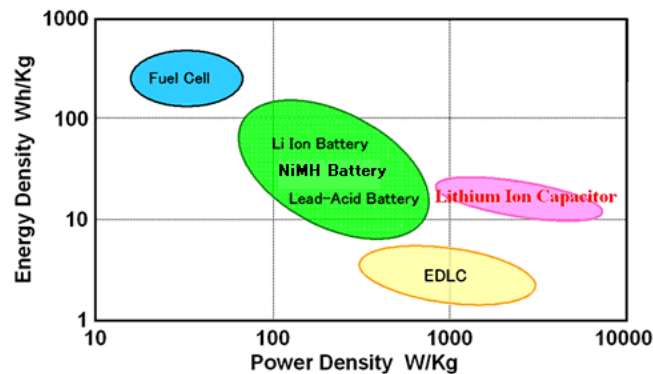 1000
Fuel Cell
100
Li Ion Battery
NiMH Battery
Lead-Acid Battery
Lithium Ion Capacitor
10
EDLC
1
10
100
1000
10000
Energy Density Wh/Kg
Power Density W/Kg